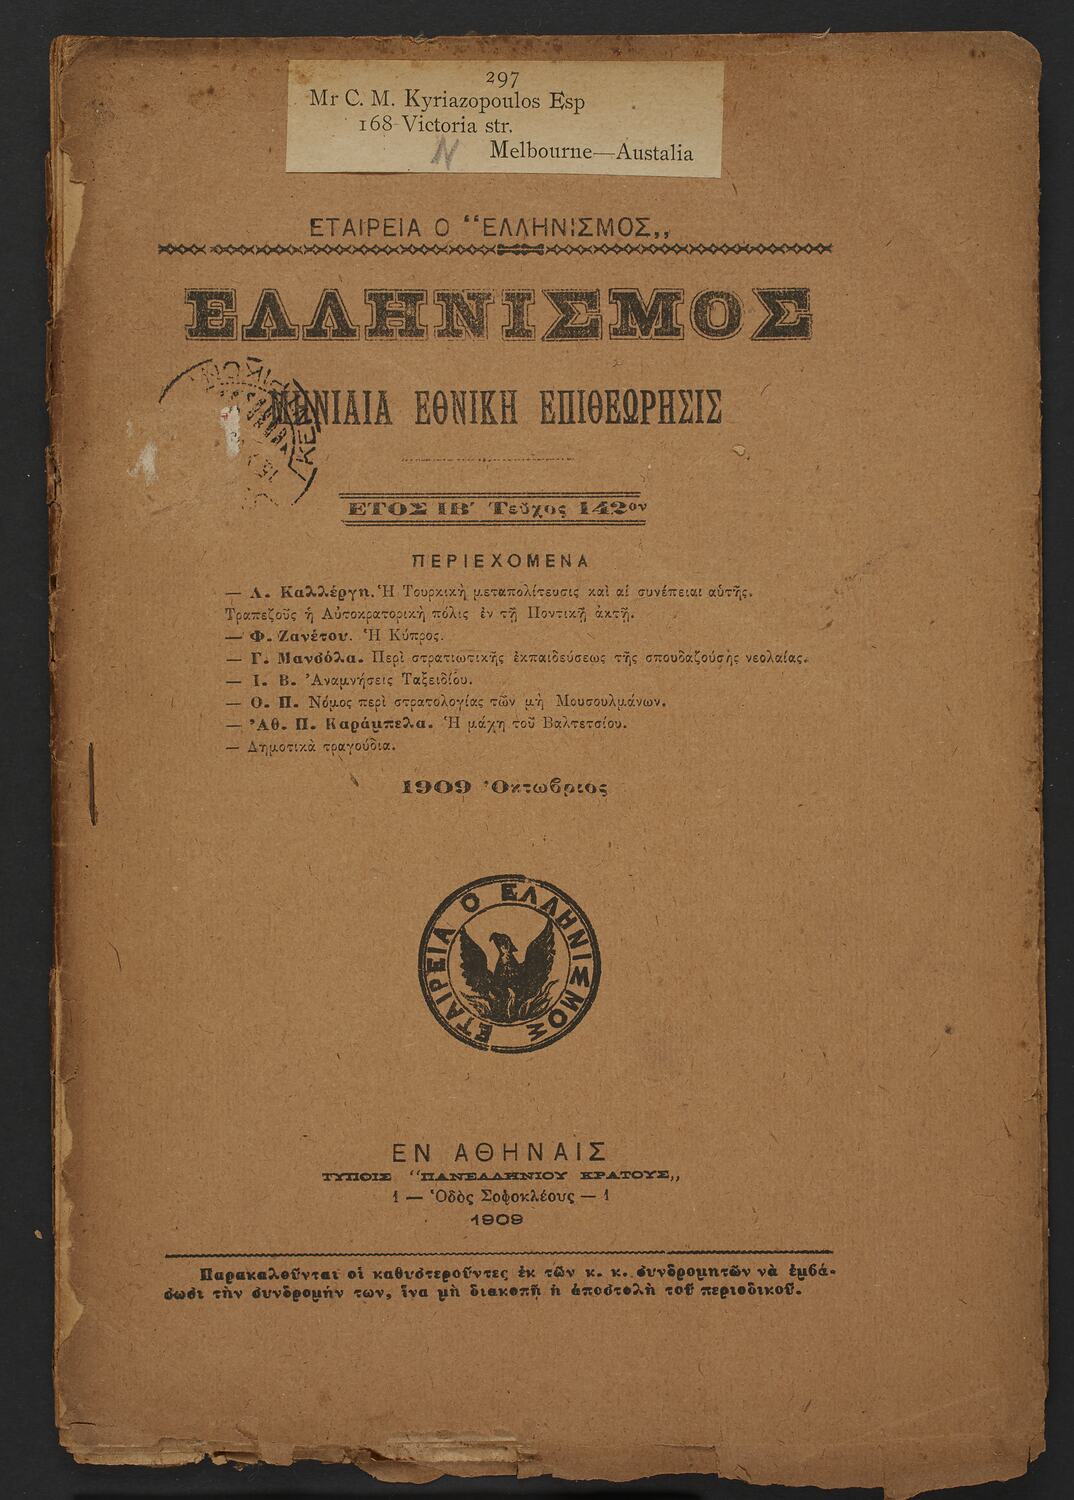 297
Mr C. M. Kyriazopoulos Esp
168 Victoria str.
N
Melbourne—Austalia
ΕΤΑΙΡΕΙΑ Ο “ΕΛΛΗΝΙΣΜΟΣ„
ΕΛΛΗΝΙΣΜΟΣ
ΜΗΝΙΑΙΑ ΕΘΝΙΚΗ ΕΠΙΘΕΩΡΗΣΙΣ
ΕΤΟΣ ΙΒ΄ Τεῦχος 142ον
ΠΕΡΙΕΧΟΜΕΝΑ
— Λ. Καλλέργη. Ἡ Τουρκικὴ μεταπολίτευσις καὶ αἱ συνέπειαι αὐτῆς.
Τραπεζοῦς ἡ Αὐτοκρατορικὴ πόλις ἐν τῇ Ποντικῇ ἀκτῇ.
— Φ. Ζανέτου. Ἡ Κύπρος.
— Γ. Μανδόλα. Περὶ στρατιωτικῆς ἐκπαιδεύσεως τῆς σπουδαζούσης νεολαίας.
— Ι. Β. Ἀναμνήσεις Ταξειδίου.
— Ο. Π. Νόμος περὶ στρατολογίας τῶν μὴ Μουσουλμάνων.
— Ἀθ. Π. Καράμπελα. Ἡ μάχη τοῦ Βαλτετσίου.
— Δημοτικὰ τραγούδια.
1909 Ὀκτωβριος
ΕΤΑΙΡΕΙΑ Ο ΕΛΛΗΝΙΣΜΟΣ
ΕΝ ΑΘΗΝΑΙΣ
ΤΥΠΟΙΣ “ΠΑΝΕΛΛΗΝΙΟΥ ΚΡΑΤΟΥΣ„
1 — Ὁδὸς Σοφοκλέους — 1
1909
Παρακαλοῦνται οἱ καθυστεροῦντες ἐκ τῶν κ. κ. συνδρομητῶν νὰ ἐμβά-
σωσι τὴν συνδρομήν των, ἵνα μὴ διακοπῇ ἡ ἀποστολὴ τοῦ περιοδικοῦ.